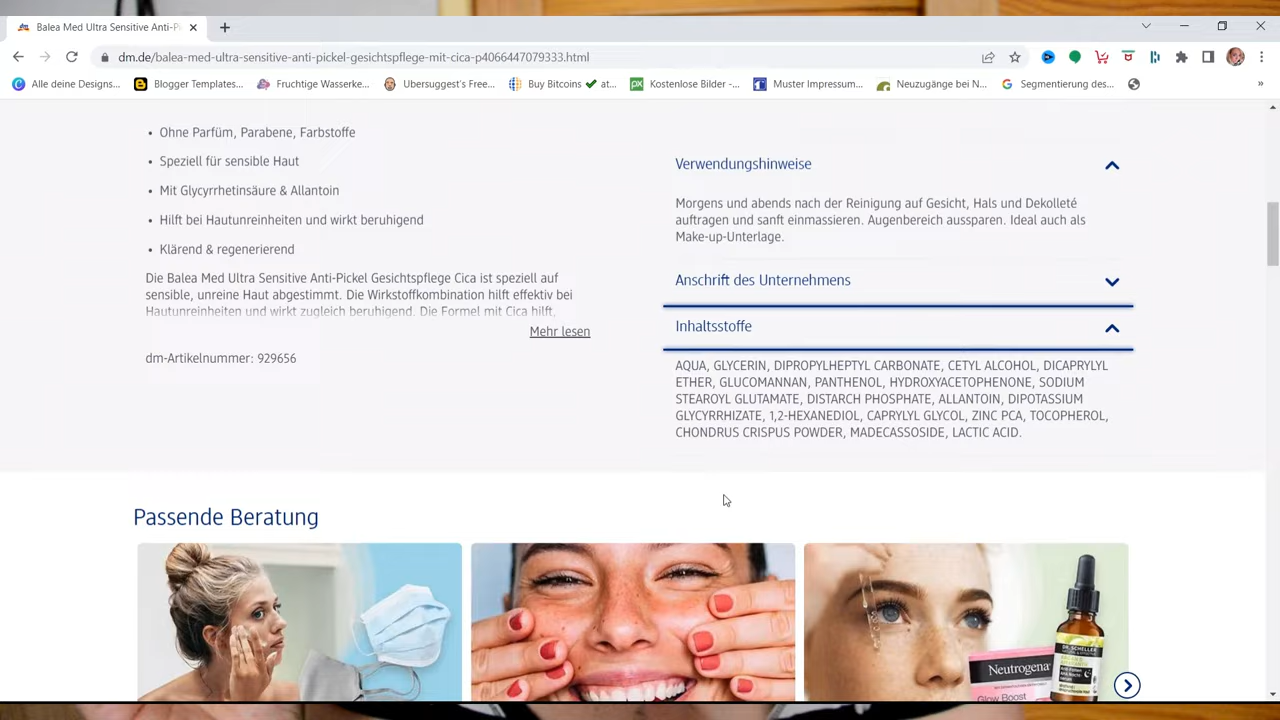 Balea Med Ultra Sensitive Anti-Pi
dm.de/balea-med-ultra-sensitive-anti-pickel-gesichtspflege-mit-cica-p4066447079333.html
Alle deine Designs...
Blogger Templates...
Fruchtige Wasserke...
Ubersuggest's Free...
Buy Bitcoins ✔ at...
px
Kostenlose Bilder -...
Muster Impressum...
Neuzugänge bei N...
Segmentierung des...
»
• Ohne Parfüm, Parabene, Farbstoffe
• Speziell für sensible Haut
• Mit Glycyrrhetinsäure & Allantoin
• Hilft bei Hautunreinheiten und wirkt beruhigend
• Klärend & regenerierend
Die Balea Med Ultra Sensitive Anti-Pickel Gesichtspflege Cica ist speziell auf
sensible, unreine Haut abgestimmt. Die Wirkstoffkombination hilft effektiv bei
Hautunreinheiten und wirkt zugleich beruhigend. Die Formel mit Cica hilft,
Mehr lesen
dm-Artikelnummer: 929656
Verwendungshinweise
Morgens und abends nach der Reinigung auf Gesicht, Hals und Dekolleté
auftragen und sanft einmassieren. Augenbereich aussparen. Ideal auch als
Make-up-Unterlage.
Anschrift des Unternehmens
Inhaltsstoffe
AQUA, GLYCERIN, DIPROPYLHEPTYL CARBONATE, CETYL ALCOHOL, DICAPRYLYL
ETHER, GLUCOMANNAN, PANTHENOL, HYDROXYACETOPHENONE, SODIUM
STEAROYL GLUTAMATE, DISTARCH PHOSPHATE, ALLANTOIN, DIPOTASSIUM
GLYCYRRHIZATE, 1,2-HEXANEDIOL, CAPRYLYL GLYCOL, ZINC PCA, TOCOPHEROL,
CHONDRUS CRISPUS POWDER, MADECASSOSIDE, LACTIC ACID.
Passende Beratung
DR. SCHELLER
Neutrogena
Glow Boost